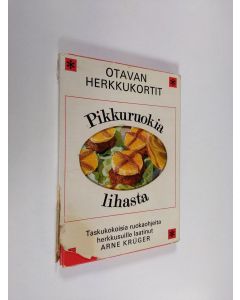 OTAVAN
HERKKUKORTIT
Pikkuruokia
lihasta
Taskukokoisia ruokaohjeita
herkkusuille laatinut
ARNE KRÜGER